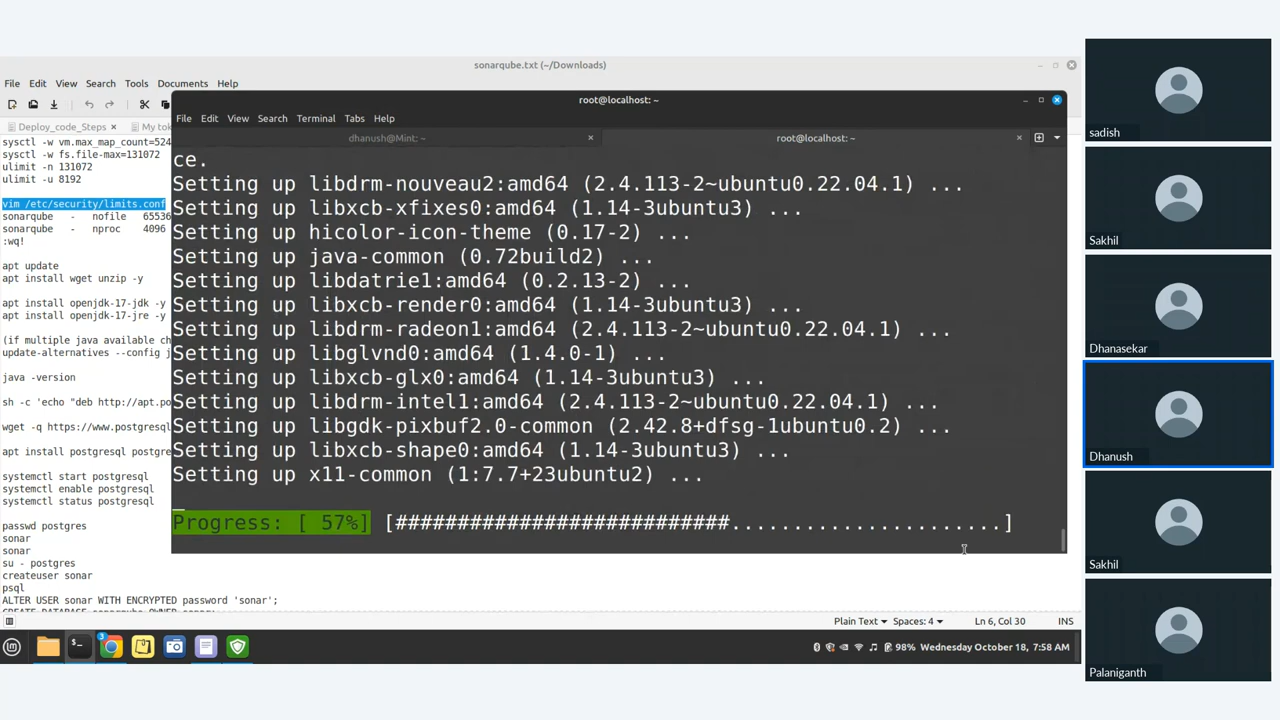 sonarqube.txt (~/Downloads)
File Edit View Search Tools Documents Help
Deploy_code_Steps
My tok
sysctl -w vm.max_map_count=524
sysctl -w fs.file-max=131072
ulimit -n 131072
ulimit -u 8192
vim /etc/security/limits.conf
sonarqube - nofile 65536
sonarqube - nproc 4096
:wq!
apt update
apt install wget unzip -y
apt install openjdk-17-jdk -y
apt install openjdk-17-jre -y
(if multiple java available ch
update-alternatives --config j
java -version
sh -c 'echo "deb http://apt.po
wget -q https://www.postgresql
apt install postgresql postgre
systemctl start postgresql
systemctl enable postgresql
systemctl status postgresql
passwd postgres
sonar
sonar
su - postgres
createuser sonar
psql
ALTER USER sonar WITH ENCRYPTED password 'sonar';
root@localhost: ~
File Edit View Search Terminal Tabs Help
dhanush@Mint: ~
root@localhost: ~
ce.
Setting up libdrm-nouveau2:amd64 (2.4.113-2~ubuntu0.22.04.1) ...
Setting up libxcb-xfixes0:amd64 (1.14-3ubuntu3) ...
Setting up hicolor-icon-theme (0.17-2) ...
Setting up java-common (0.72build2) ...
Setting up libdatrie1:amd64 (0.2.13-2) ...
Setting up libxcb-render0:amd64 (1.14-3ubuntu3) ...
Setting up libdrm-radeon1:amd64 (2.4.113-2~ubuntu0.22.04.1) ...
Setting up libglvnd0:amd64 (1.4.0-1) ...
Setting up libxcb-glx0:amd64 (1.14-3ubuntu3) ...
Setting up libdrm-intel1:amd64 (2.4.113-2~ubuntu0.22.04.1) ...
Setting up libgdk-pixbuf2.0-common (2.42.8+dfsg-1ubuntu0.2) ...
Setting up libxcb-shape0:amd64 (1.14-3ubuntu3) ...
Setting up x11-common (1:7.7+23ubuntu2) ...
Progress: [ 57%] [###########################......................]
Plain Text Spaces: 4 Ln 6, Col 30 INS
3
98% Wednesday October 18, 7:58 AM
sadish
Sakhil
Dhanasekar
Dhanush
Sakhil
Palaniganth